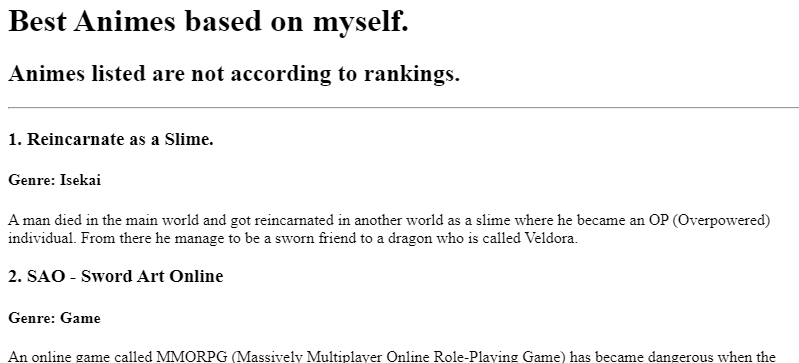 Best Animes based on myself.
Animes listed are not according to rankings.
1. Reincarnate as a Slime.
Genre: Isekai
A man died in the main world and got reincarnated in another world as a slime where he became an OP (Overpowered)
individual. From there he manage to be a sworn friend to a dragon who is called Veldora.
2. SAO - Sword Art Online
Genre: Game
An online game called MMORPG (Massively Multiplayer Online Role-Playing Game) has became dangerous when the